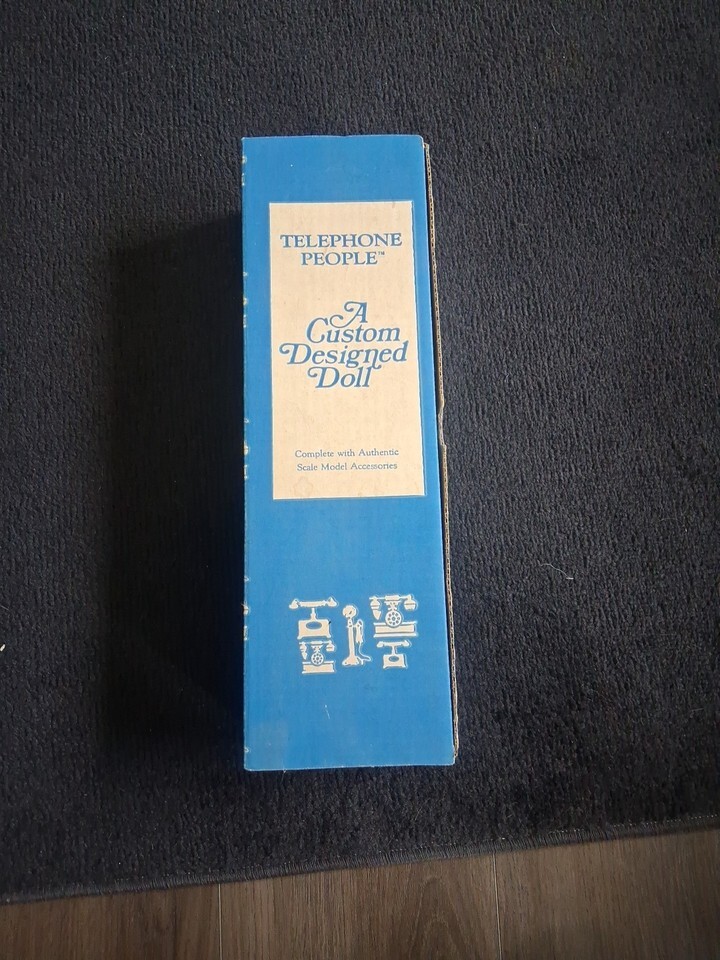 TELEPHONE
PEOPLE™
A
Custom
Designed
Doll
Complete with Authentic
Scale Model Accessories